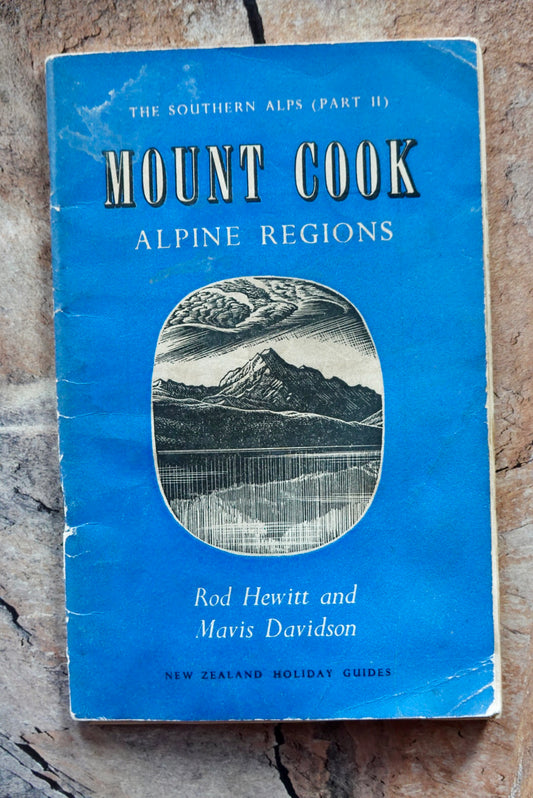 THE SOUTHERN ALPS (PART II)
MOUNT COOK
ALPINE REGIONS
Rod Hewitt and
Mavis Davidson
NEW ZEALAND HOLIDAY GUIDES